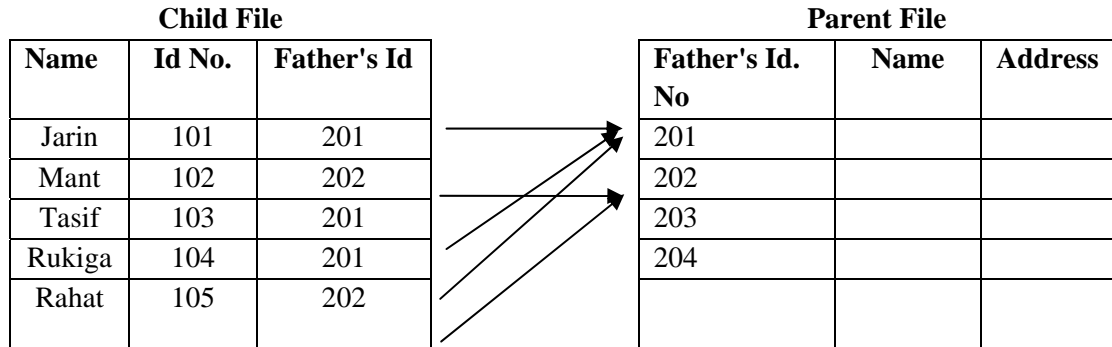 Child File
Name Id No. Father's Id
Jarin 101 201
Mant 102 202
Tasif 103 201
Rukiga 104 201
Rahat 105 202
Parent File
Father's Id. Name Address
No
201
202
203
204